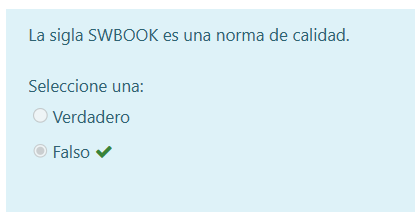 La sigla SWBOOK es una norma de calidad.
Seleccione una:
Verdadero
Falso